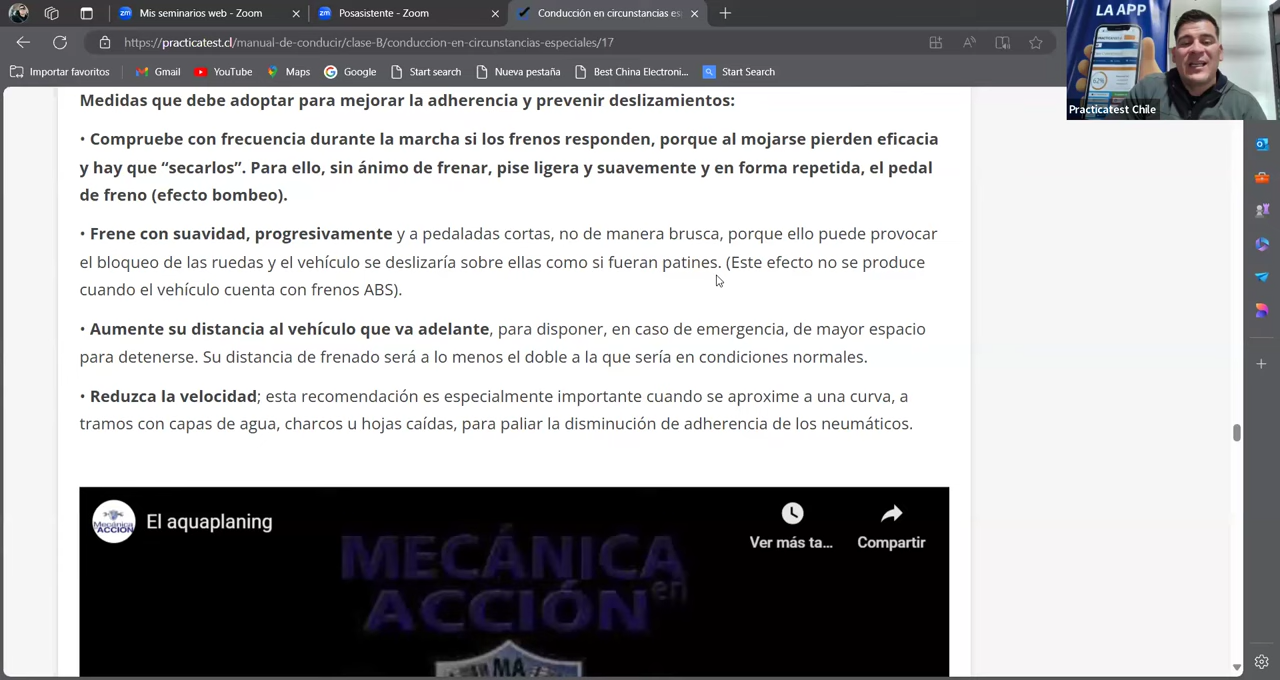 Mis seminarios web - Zoom
Posasistente - Zoom
Conducción en circunstancias es
https://practicatest.cl/manual-de-conducir/clase-B/conduccion-en-circunstancias-especiales/17
Importar favoritos
Gmail
YouTube
Maps
Google
Start search
Nueva pestaña
Best China Electroni...
Start Search
LA APP
Practicatest Chile
Medidas que debe adoptar para mejorar la adherencia y prevenir deslizamientos:
• Compruebe con frecuencia durante la marcha si los frenos responden, porque al mojarse pierden eficacia
y hay que “secarlos”. Para ello, sin ánimo de frenar, pise ligera y suavemente y en forma repetida, el pedal
de freno (efecto bombeo).
• Frene con suavidad, progresivamente y a pedaladas cortas, no de manera brusca, porque ello puede provocar
el bloqueo de las ruedas y el vehículo se deslizaría sobre ellas como si fueran patines. (Este efecto no se produce
cuando el vehículo cuenta con frenos ABS).
• Aumente su distancia al vehículo que va adelante, para disponer, en caso de emergencia, de mayor espacio
para detenerse. Su distancia de frenado será a lo menos el doble a la que sería en condiciones normales.
• Reduzca la velocidad; esta recomendación es especialmente importante cuando se aproxime a una curva, a
tramos con capas de agua, charcos u hojas caídas, para paliar la disminución de adherencia de los neumáticos.
Mecánica
ACCIÓN
El aquaplaning
Ver más ta...
Compartir
MECÁNICA
en
ACCIÓN
MA